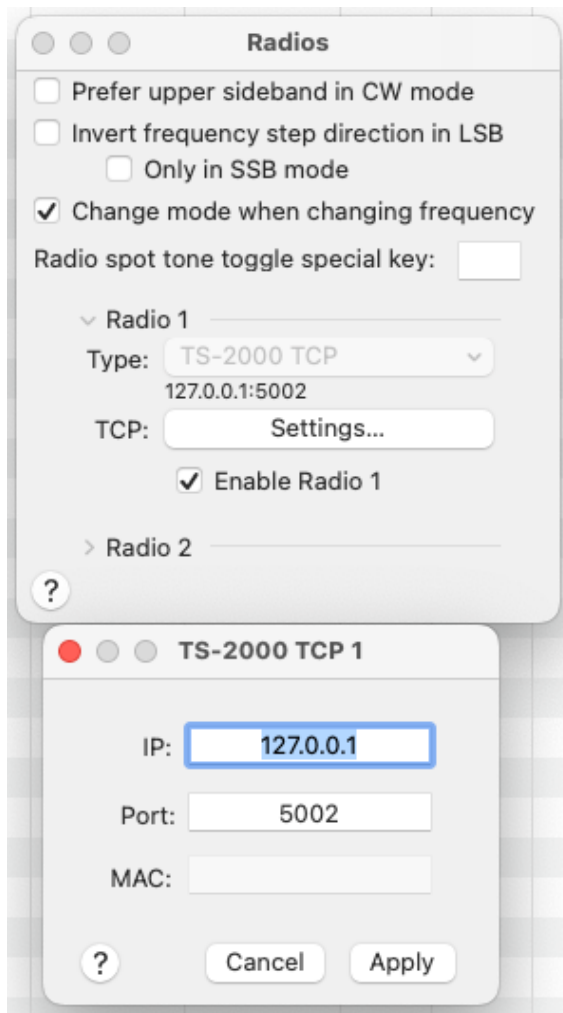 Radios
Prefer upper sideband in CW mode
Invert frequency step direction in LSB
Only in SSB mode
Change mode when changing frequency
Radio spot tone toggle special key:
Radio 1
Type: TS-2000 TCP
127.0.0.1:5002
TCP: Settings...
Enable Radio 1
Radio 2
?
TS-2000 TCP 1
IP: 127.0.0.1
Port: 5002
MAC:
? Cancel Apply